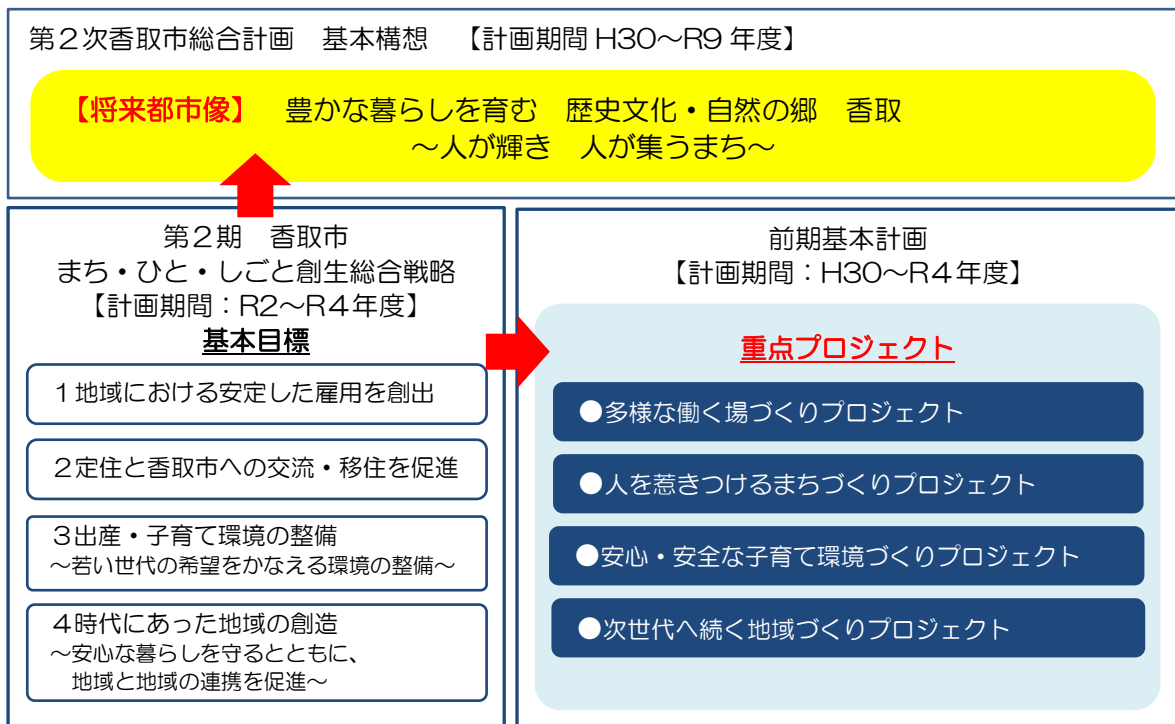 第２次香取市総合計画　基本構想　【計画期間 H30～R9 年度】
【将来都市像】　豊かな暮らしを育む　歴史文化・自然の郷　香取
～人が輝き　人が集うまち～
第２期　香取市
まち・ひと・しごと創生総合戦略
【計画期間：R２～R４年度】
基本目標
１地域における安定した雇用を創出
２定住と香取市への交流・移住を促進
３出産・子育て環境の整備
～若い世代の希望をかなえる環境の整備～
４時代にあった地域の創造
～安心な暮らしを守るとともに、
地域と地域の連携を促進～
前期基本計画
【計画期間：H30～R４年度】
重点プロジェクト
●多様な働く場づくりプロジェクト
●人を惹きつけるまちづくりプロジェクト
●安心・安全な子育て環境づくりプロジェクト
●次世代へ続く地域づくりプロジェクト